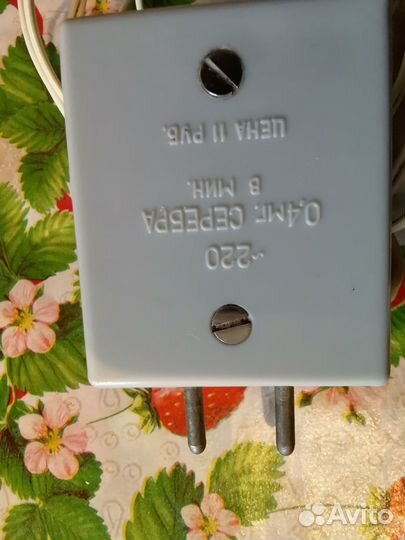 ~220
0,4мг. СЕРЕБРА
В МИН.
ЦЕНА 11 РУБ.
Avito